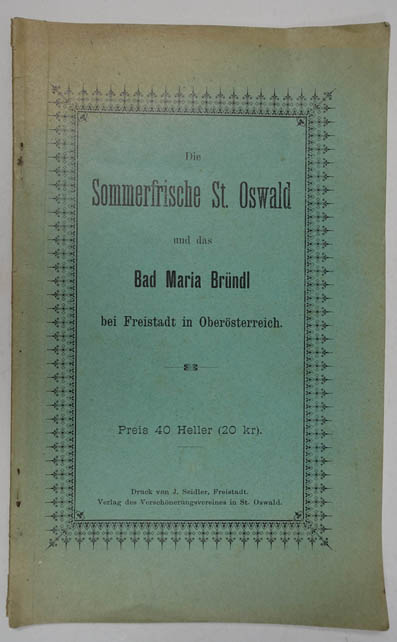 Die
Sommerfrische St. Oswald
und das
Bad Maria Bründl
bei Freistadt in Oberösterreich.
Preis 40 Heller (20 kr).
Druck von J. Seidler, Freistadt.
Verlag des Verschönerungsvereines in St. Oswald.